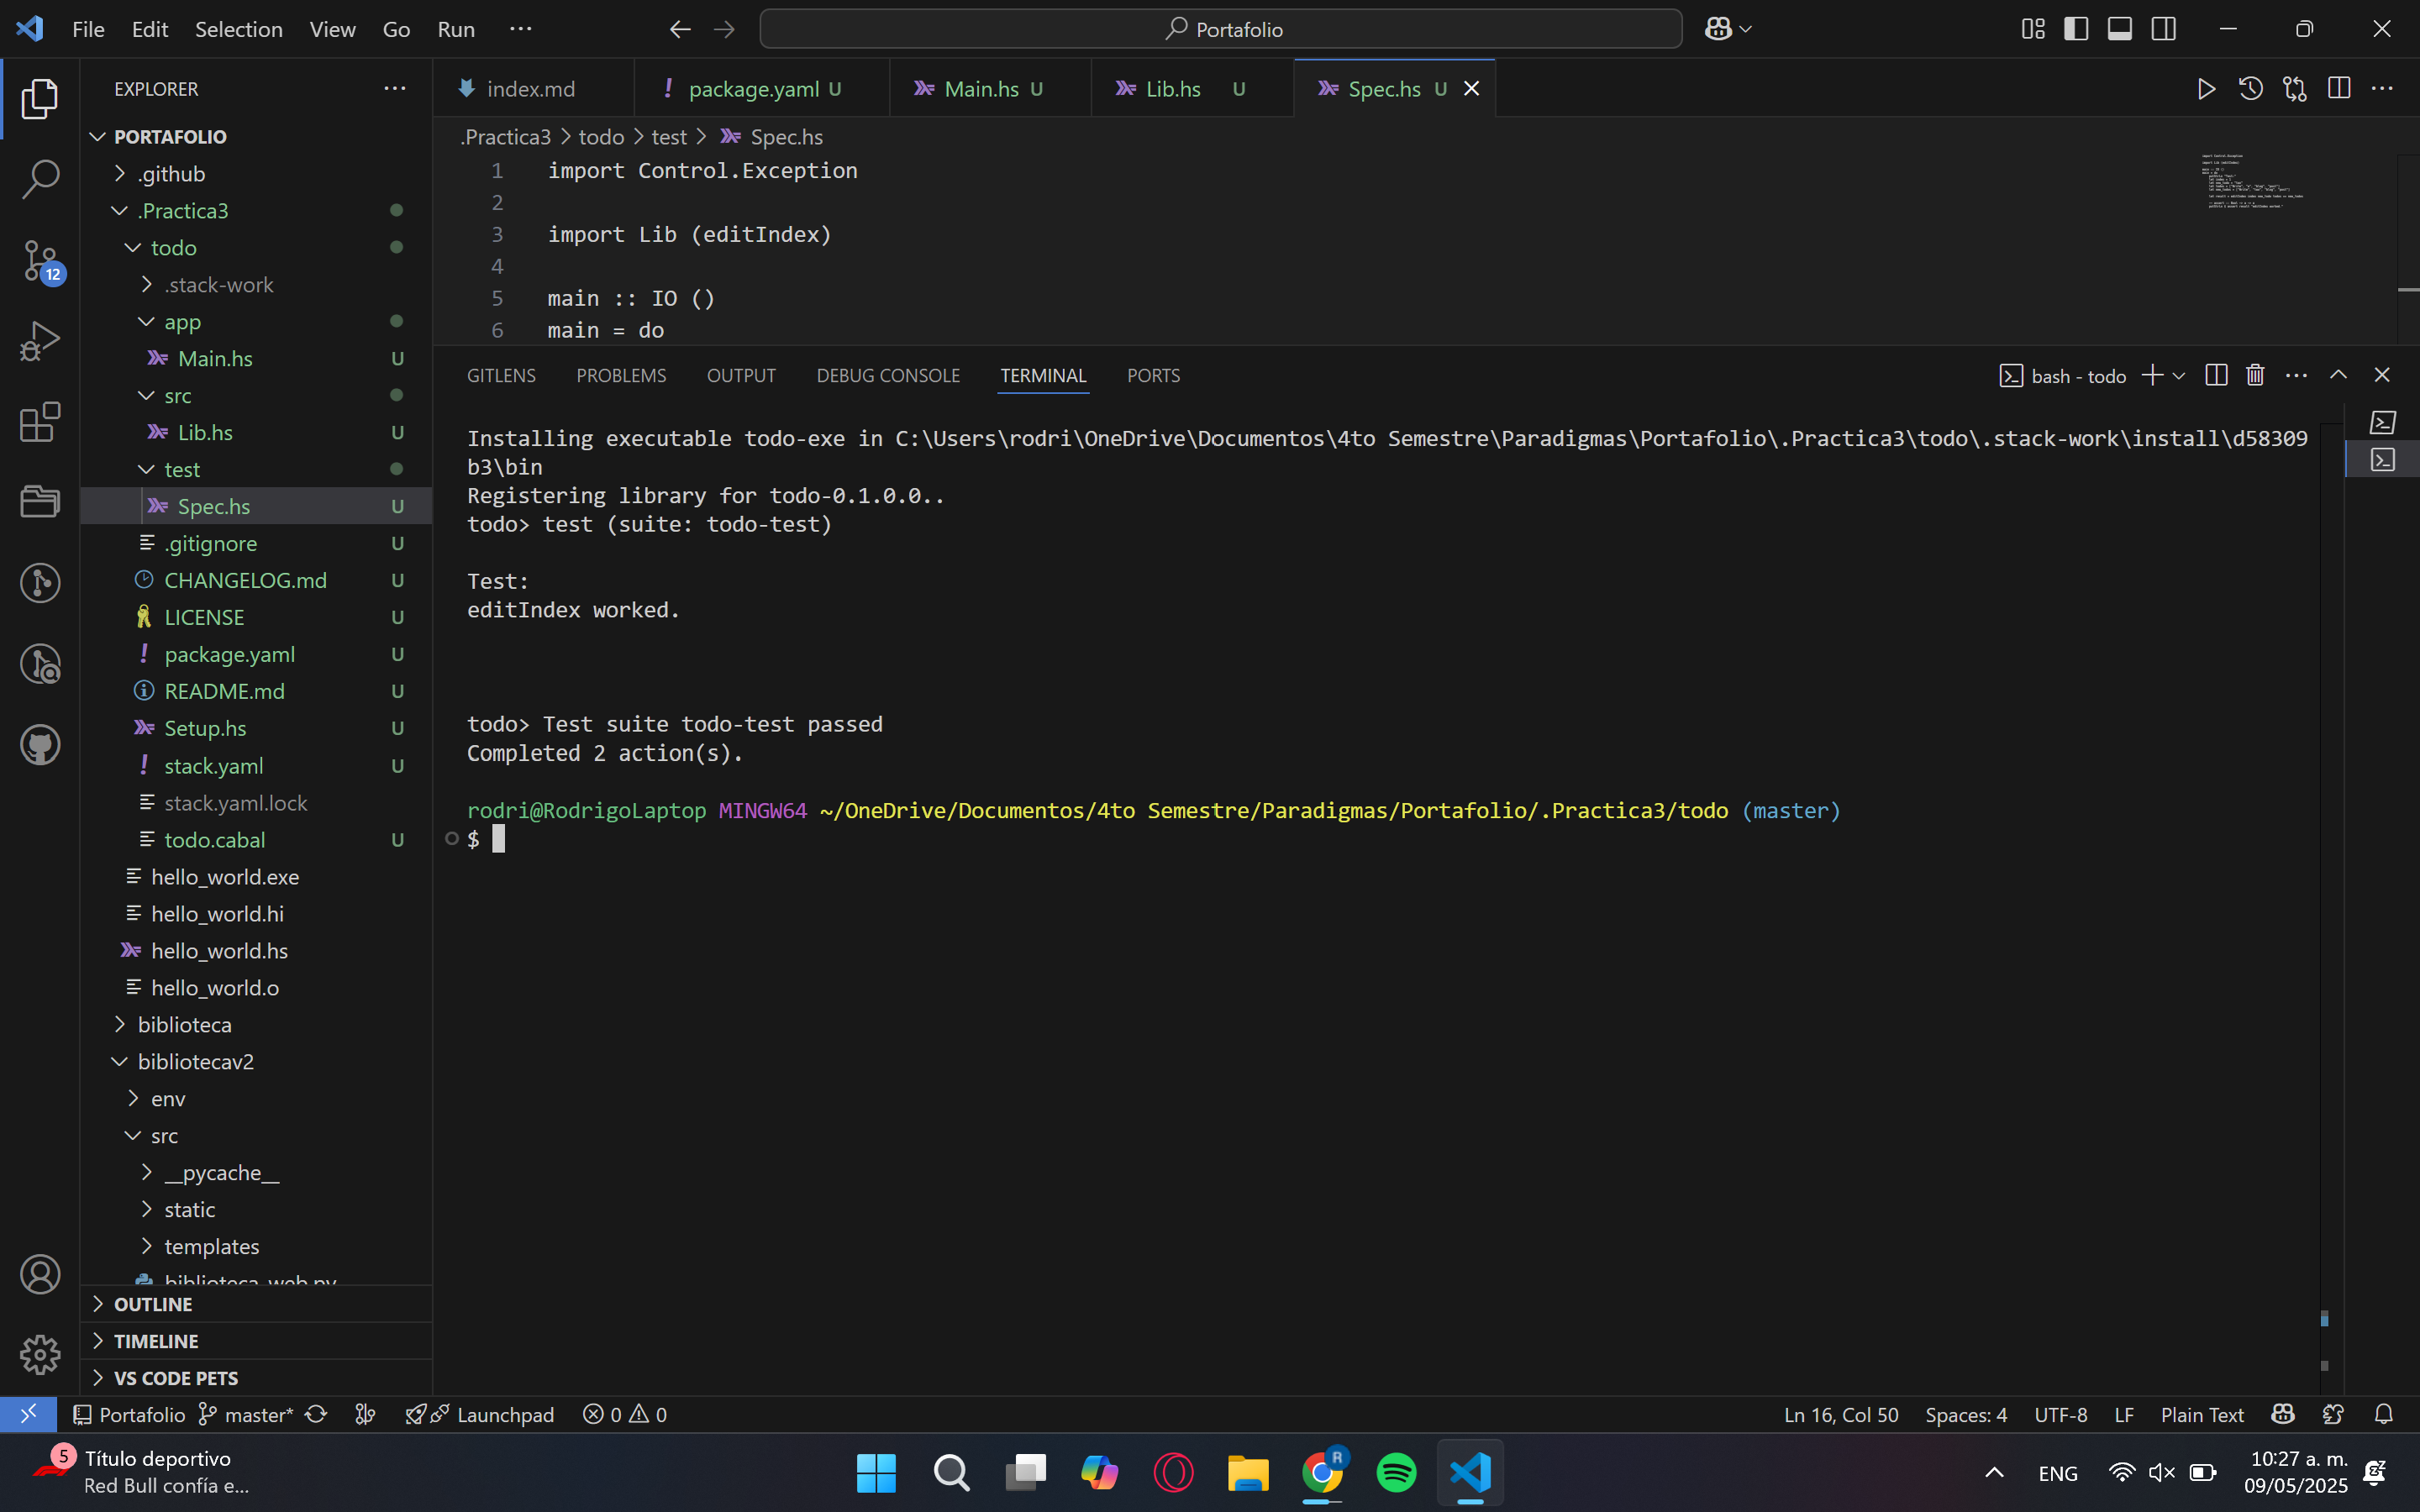 File Edit Selection View Go Run ···
Portafolio
EXPLORER
PORTAFOLIO
.github
.Practica3
todo
.stack-work
app
Main.hs U
src
Lib.hs U
test
Spec.hs U
.gitignore U
CHANGELOG.md U
LICENSE U
package.yaml U
README.md U
Setup.hs U
stack.yaml U
stack.yaml.lock
todo.cabal U
hello_world.exe
hello_world.hi
hello_world.hs
hello_world.o
biblioteca
bibliotecav2
env
src
__pycache__
static
templates
biblioteca_web.py
OUTLINE
TIMELINE
VS CODE PETS
12
index.md
package.yaml U
Main.hs U
Lib.hs U
Spec.hs U
.Practica3 > todo > test > Spec.hs
1 import Control.Exception
2
3 import Lib (editIndex)
4
5 main :: IO ()
6 main = do
GITLENS PROBLEMS OUTPUT DEBUG CONSOLE TERMINAL PORTS
bash - todo
Installing executable todo-exe in C:\Users\rodri\OneDrive\Documentos\4to Semestre\Paradigmas\Portafolio\.Practica3\todo\.stack-work\install\d58309
b3\bin
Registering library for todo-0.1.0.0..
todo> test (suite: todo-test)
Test:
editIndex worked.
todo> Test suite todo-test passed
Completed 2 action(s).
rodri@RodrigoLaptop MINGW64 ~/OneDrive/Documentos/4to Semestre/Paradigmas/Portafolio/.Practica3/todo (master)
$
Portafolio master* Launchpad 0 0
Ln 16, Col 50 Spaces: 4 UTF-8 LF Plain Text
5
Título deportivo
Red Bull confía e...
R
ENG
10:27 a. m.
09/05/2025